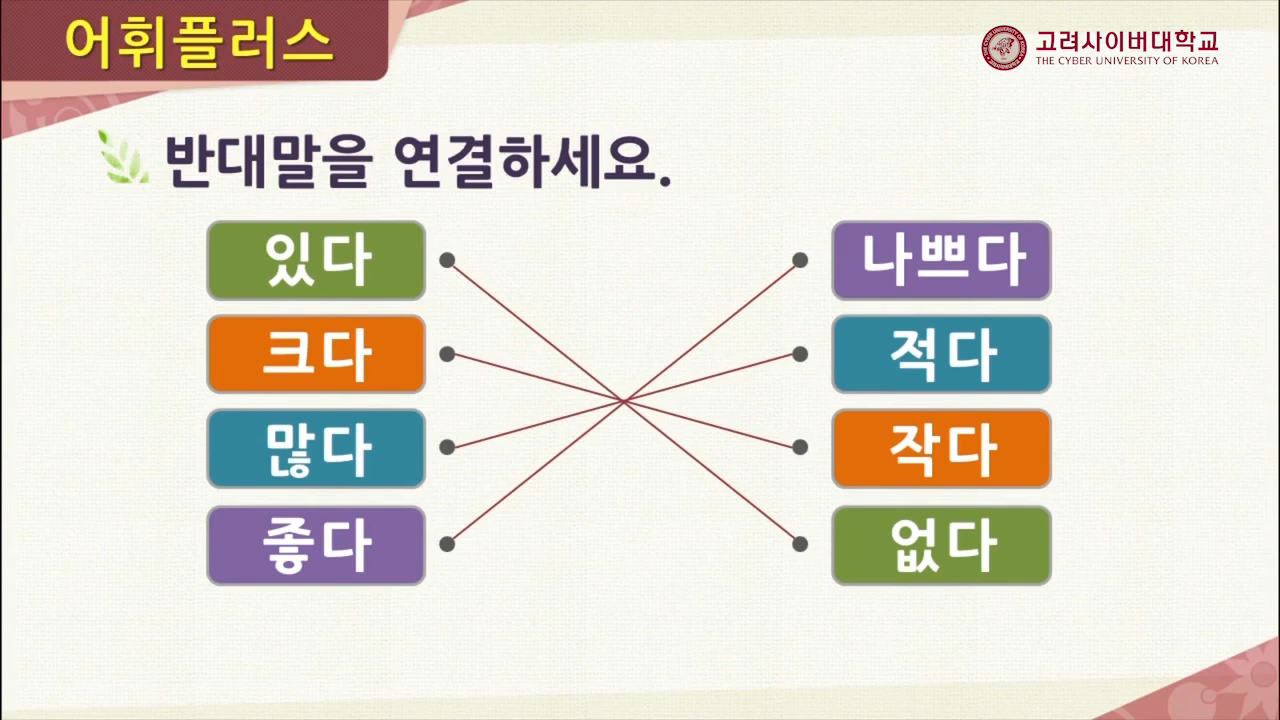 어휘플러스
고려사이버대학교
THE CYBER UNIVERSITY OF KOREA
반대말을 연결하세요.
있다
나쁘다
크다
적다
많다
작다
좋다
없다